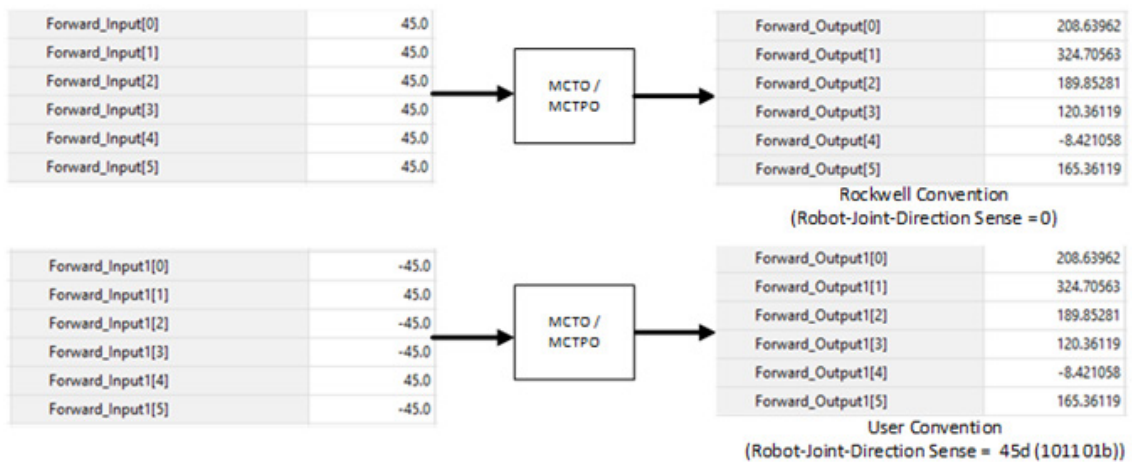 Forward_Input[0] 45.0
Forward_Input[1] 45.0
Forward_Input[2] 45.0
Forward_Input[3] 45.0
Forward_Input[4] 45.0
Forward_Input[5] 45.0
MCTO /
MCTPO
Forward_Output[0] 208.63962
Forward_Output[1] 324.70563
Forward_Output[2] 189.85281
Forward_Output[3] 120.36119
Forward_Output[4] -8.421058
Forward_Output[5] 165.36119
Rockwell Convention
(Robot-Joint-Direction Sense = 0)
Forward_Input1[0] -45.0
Forward_Input1[1] 45.0
Forward_Input1[2] -45.0
Forward_Input1[3] -45.0
Forward_Input1[4] 45.0
Forward_Input1[5] -45.0
MCTO /
MCTPO
Forward_Output1[0] 208.63962
Forward_Output1[1] 324.70563
Forward_Output1[2] 189.85281
Forward_Output1[3] 120.36119
Forward_Output1[4] -8.421058
Forward_Output1[5] 165.36119
User Convention
(Robot-Joint-Direction Sense = 45d (101101b))